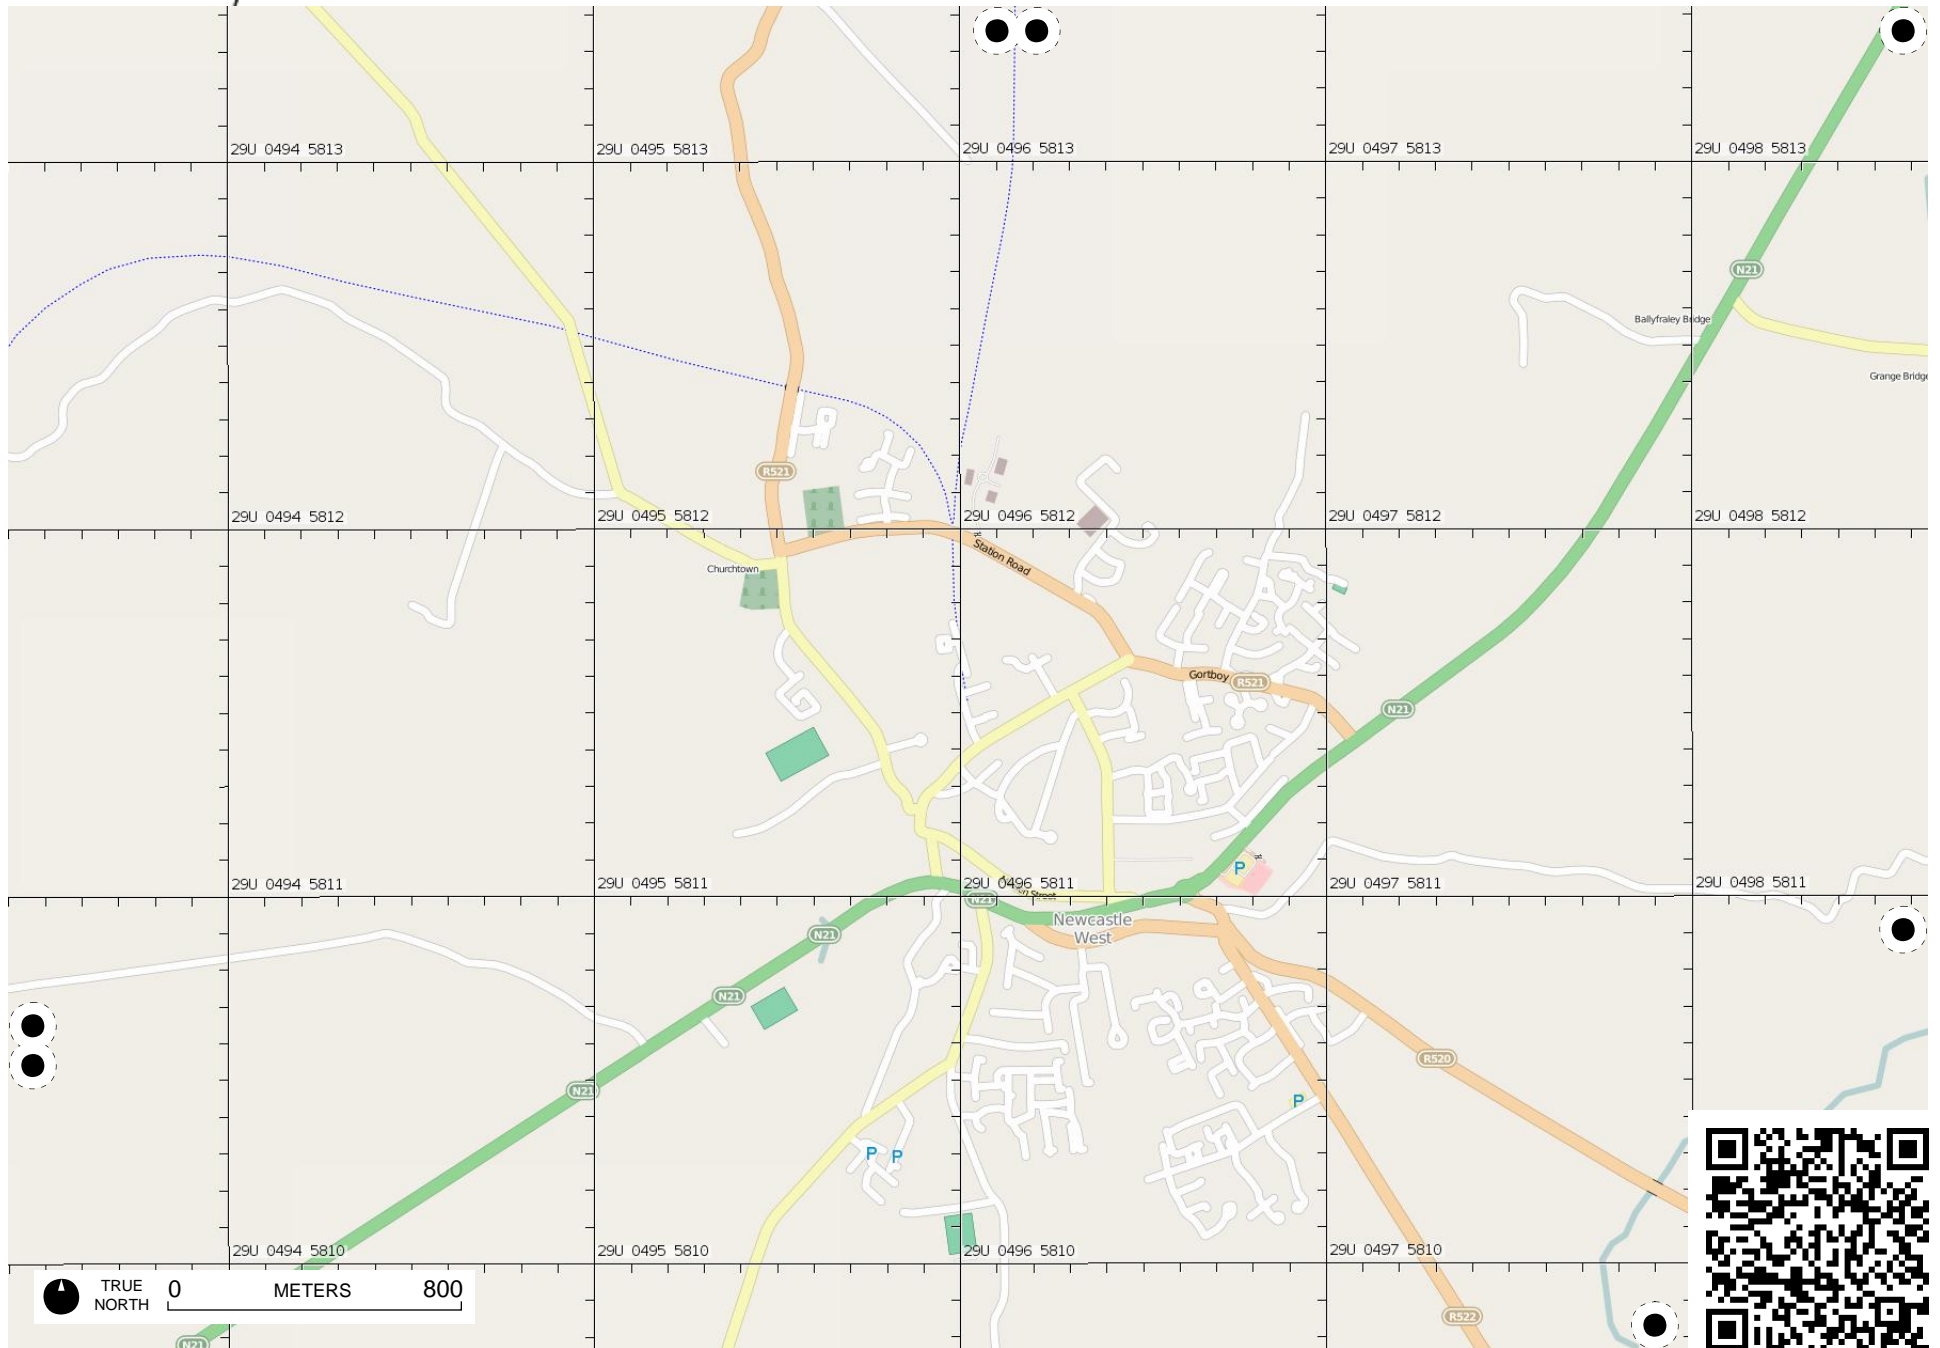 29U 0494 5813
29U 0495 5813
29U 0496 5813
29U 0497 5813
29U 0498 5813
N21
Ballyfraley Bridge
Grange Bridge
R521
29U 0494 5812
29U 0495 5812
29U 0496 5812
29U 0497 5812
29U 0498 5812
Station Road
Churchtown
Gortboy
R521
N21
P
29U 0494 5811
29U 0495 5811
29U 0496 5811
29U 0497 5811
29U 0498 5811
Street
N21
Newcastle
West
N21
N21
R520
N21
P
P
P
29U 0494 5810
29U 0495 5810
29U 0496 5810
29U 0497 5810
TRUE
NORTH
0
METERS
800
R522
N21